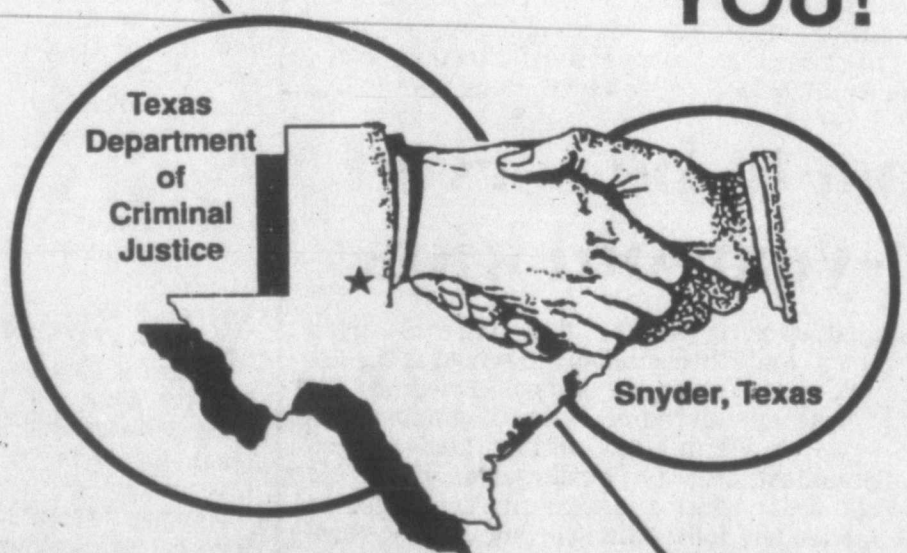 YOU!
Texas
Department
of
Criminal
Justice
Snyder, Texas